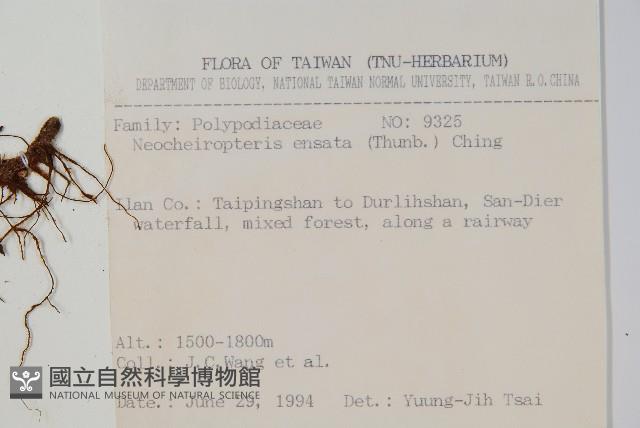 FLORA OF TAIWAN (TNU-HERBARIUM)
DEPARTMENT OF BIOLOGY, NATIONAL TAIWAN NORMAL UNIVERSITY, TAIWAN R.O.CHINA
Family: Polypodiaceae NO: 9325
Neocheiropteris ensata (Thunb.) Ching
Ilan Co.: Taipingshan to Durlihshan, San-Dier
waterfall, mixed forest, along a rairway
Alt.: 1500-1800m
Coll.: J.C.Wang et al.
國立自然科學博物館
NATIONAL MUSEUM OF NATURAL SCIENCE
Date.: June 29, 1994 Det.: Yuung-Jih Tsai